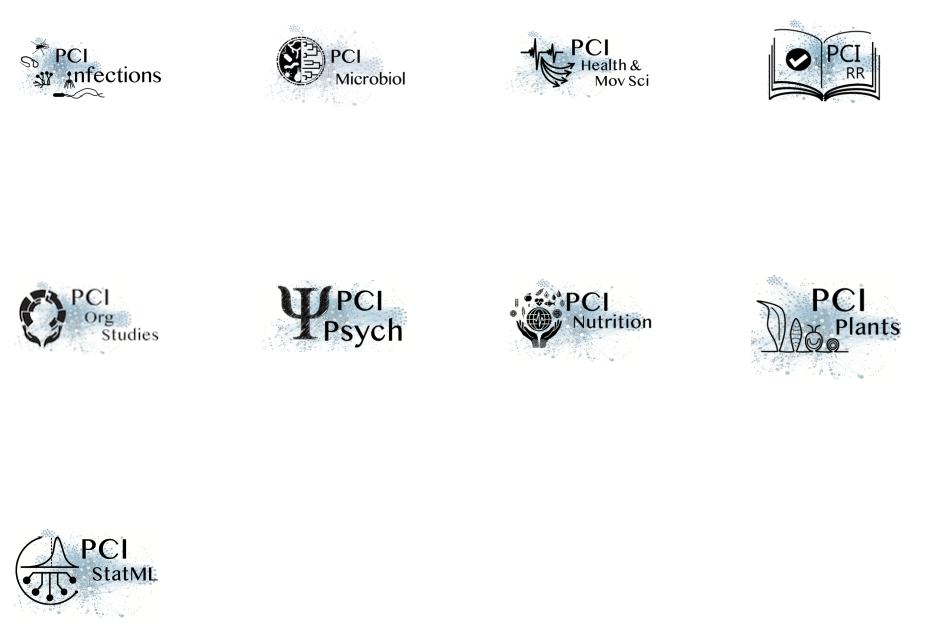 PCI
Infections
PCI
Microbiol
PCI
Health &
Mov Sci
PCI
RR
PCI
Org
Studies
PCI
Psych
PCI
Nutrition
PCI
Plants
PCI
StatML